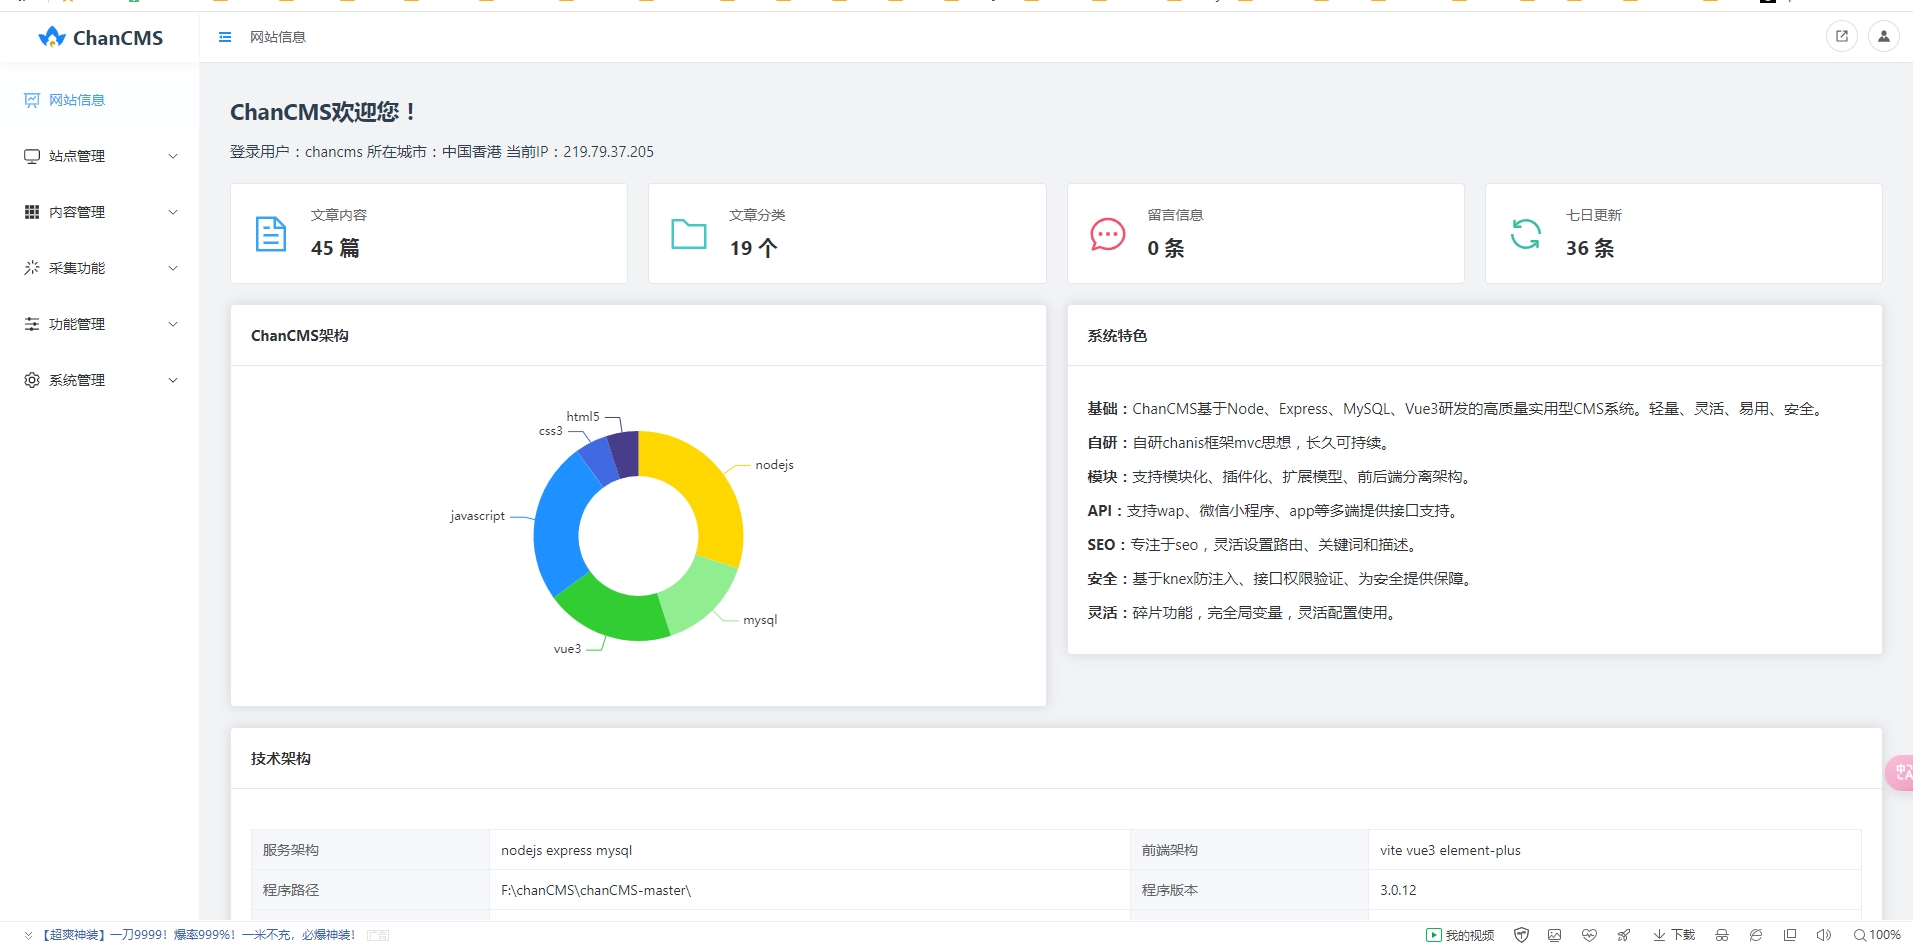 ChanCMS
网站信息
网站信息
站点管理
内容管理
采集功能
功能管理
系统管理
ChanCMS欢迎您！
登录用户：chancms 所在城市：中国香港 当前IP：219.79.37.205
文章内容
45 篇
文章分类
19 个
留言信息
0 条
七日更新
36 条
ChanCMS架构
html5
css3
nodejs
javascript
mysql
vue3
系统特色
基础：ChanCMS基于Node、Express、MySQL、Vue3研发的高质量实用型CMS系统。轻量、灵活、易用、安全。
自研：自研chanis框架mvc思想，长久可持续。
模块：支持模块化、插件化、扩展模型、前后端分离架构。
API：支持wap、微信小程序、app等多端提供接口支持。
SEO：专注于seo，灵活设置路由、关键词和描述。
安全：基于knex防注入、接口权限验证、为安全提供保障。
灵活：碎片功能，完全局变量，灵活配置使用。
技术架构
服务架构 nodejs express mysql 前端架构 vite vue3 element-plus
程序路径 F:\chanCMS\chanCMS-master\ 程序版本 3.0.12
【超爽神装】一刀9999！爆率999%！一米不充，必爆神装！ 广告
我的视频 下载 100%